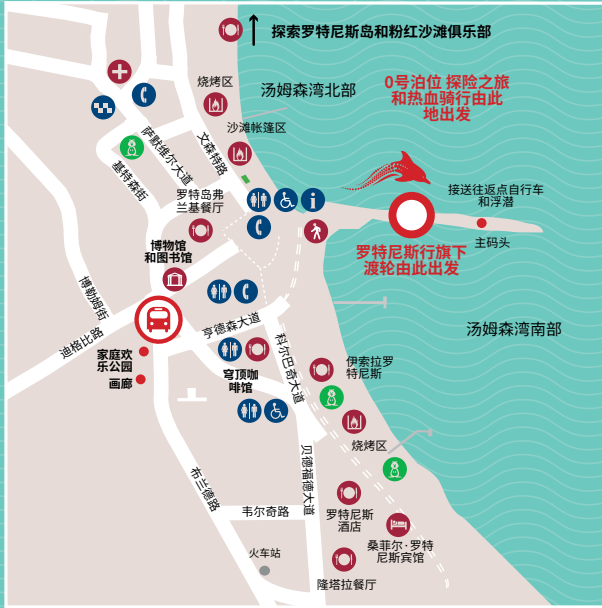 探索罗特尼斯岛和粉红沙滩俱乐部
烧烤区
汤姆森湾北部
0号泊位 探险之旅
和热血骑行由此
地出发
沙滩帐篷区
文森特路
萨默维尔大道
基特森街
罗特岛弗
兰基餐厅
接送往返点自行车
和浮潜
主码头
博物馆
和图书馆
罗特尼斯行旗下
渡轮由此出发
博勒姆街
亨德森大道
汤姆森湾南部
迪格比路
家庭欢
乐公园
画廊
科尔巴奇大道
伊索拉罗
特尼斯
穹顶咖
啡馆
烧烤区
贝德福德大道
布兰德路
韦尔奇路
罗特尼斯
酒店
桑菲尔·罗特
尼斯宾馆
火车站
隆塔拉餐厅